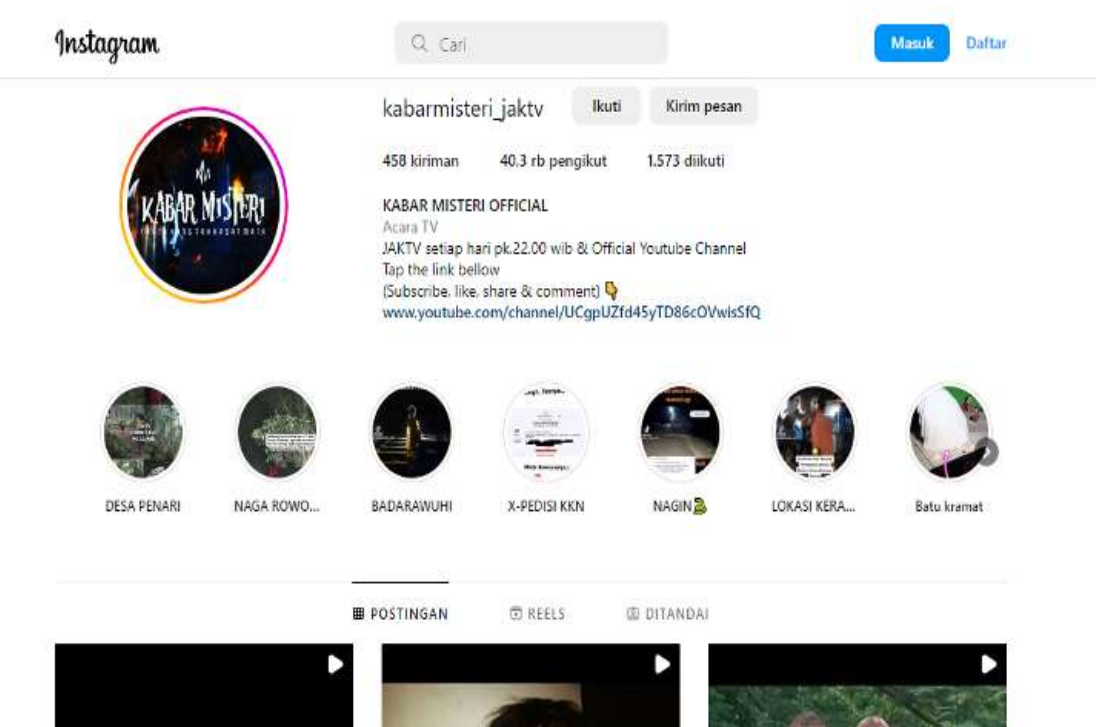 Instagram
Cari
Masuk
Daftar
kabarmisteri_jaktv
Ikuti
Kirim pesan
458 kiriman
40,3 rb pengikut
1.573 diikuti
KABAR MISTERI OFFICIAL
Acara TV
JAKTV setiap hari pk.22.00 wib & Official Youtube Channel
Tap the link bellow
(Subscribe, like, share & comment) 👇
www.youtube.com/channel/UCgpUZfd45yTD86cOVwisSfQ
KABAR MISTERI
DESA PENARI
NAGA ROWO...
BADARAWUHI
X-PEDISI KKN
NAGIN🐍
LOKASI KERA...
Batu kramat
POSTINGAN
REELS
DITANDAI